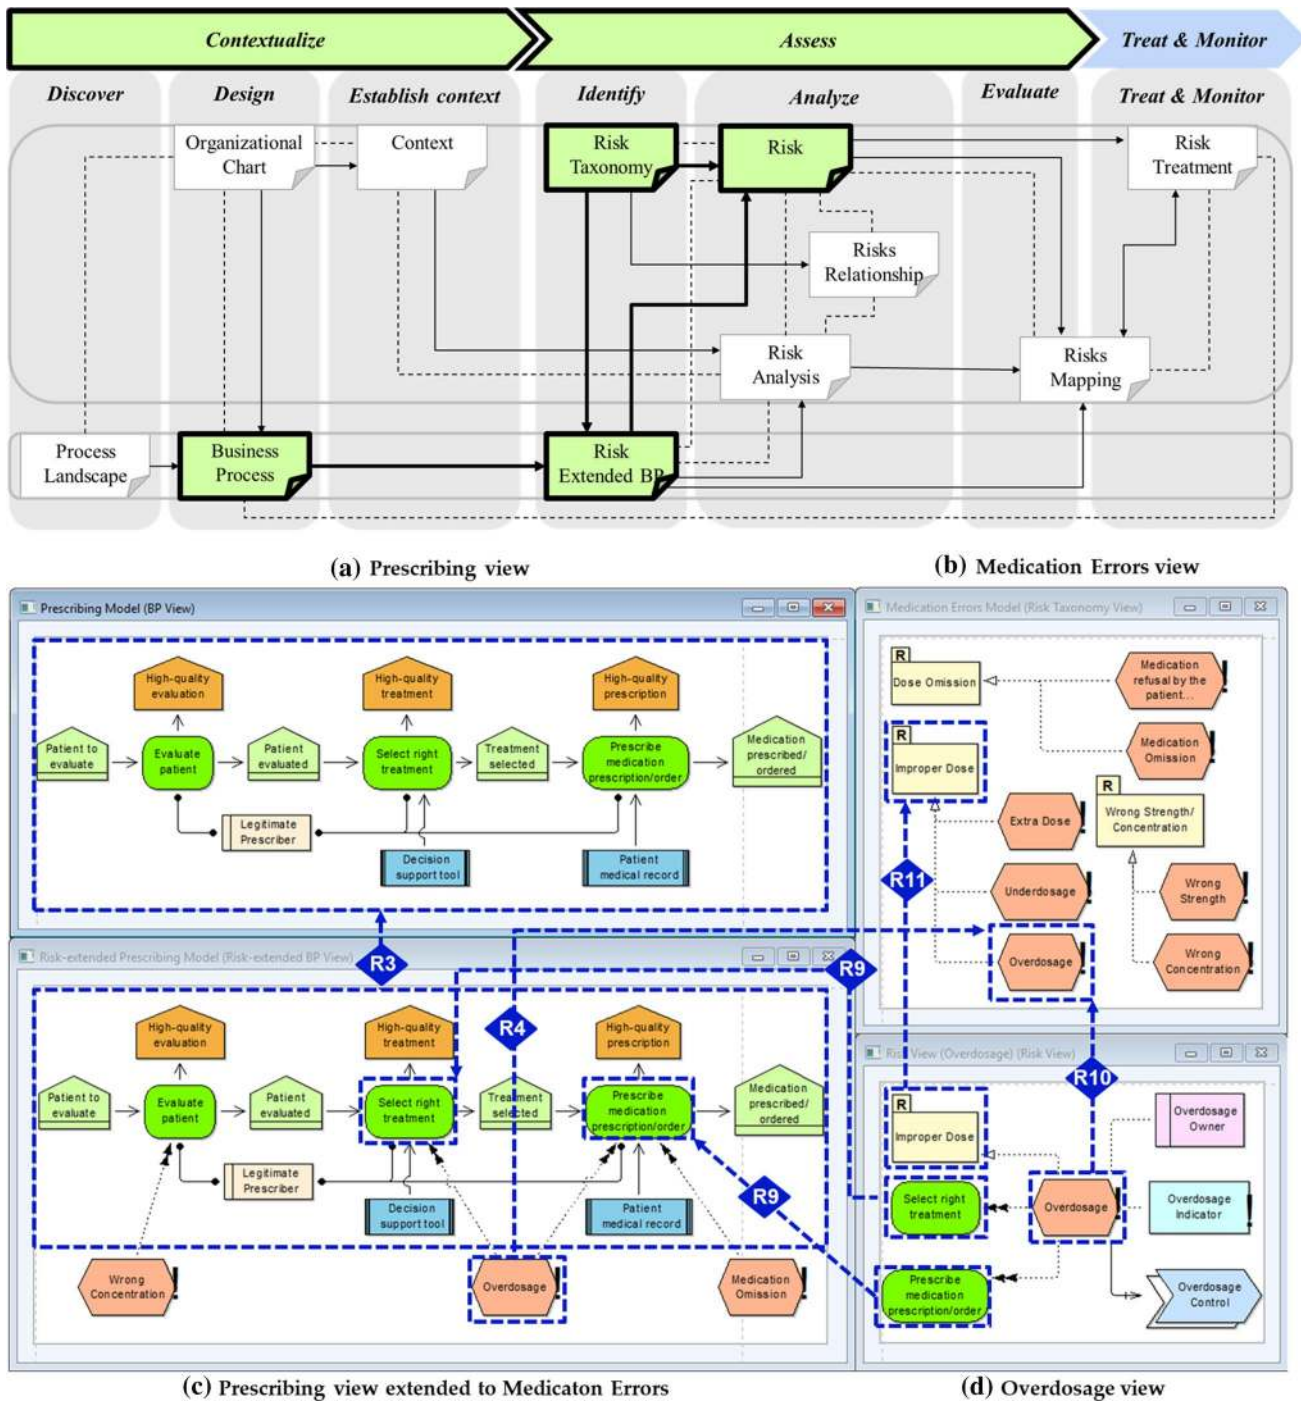 Contextualize
Assess
Treat & Monitor
Discover
Design
Establish context
Identify
Analyze
Evaluate
Treat & Monitor
Organizational
Chart
Context
Risk
Taxonomy
Risk
Risk
Treatment
Risks
Relationship
Risk
Analysis
Risks
Mapping
Process
Landscape
Business
Process
Risk
Extended BP
(a) Prescribing view
(b) Medication Errors view
Prescribing Model (BP View)
High-quality
evaluation
High-quality
treatment
High-quality
prescription
Patient to
evaluate
Evaluate
patient
Patient
evaluated
Select right
treatment
Treatment
selected
Prescribe
medication
prescription/order
Medication
prescribed/
ordered
Legitimate
Prescriber
Decision
support tool
Patient
medical record
Medication Errors Model (Risk Taxonomy View)
R
Dose Omission
Medication
refusal by the
patient...
!
R
Improper Dose
Medication
Omission
!
R
Wrong Strength/
Concentration
Extra Dose
!
R11
Underdosage
!
Wrong
Strength
!
Overdosage
!
Wrong
Concentration
!
R3
R4
R9
R10
Risk-extended Prescribing Model (Risk-extended BP View)
High-quality
evaluation
High-quality
treatment
High-quality
prescription
Patient to
evaluate
Evaluate
patient
Patient
evaluated
Select right
treatment
Treatment
selected
Prescribe
medication
prescription/order
Medication
prescribed/
ordered
Legitimate
Prescriber
Decision
support tool
Patient
medical record
R9
Wrong
Concentration
!
Overdosage
!
Medication
Omission
!
Risk View (Overdosage) (Risk View)
R
Improper Dose
Overdosage
Owner
Select right
treatment
Overdosage
!
Overdosage
Indicator
!
Prescribe
medication
prescription/order
Overdosage
Control
(c) Prescribing view extended to Medicaton Errors
(d) Overdosage view